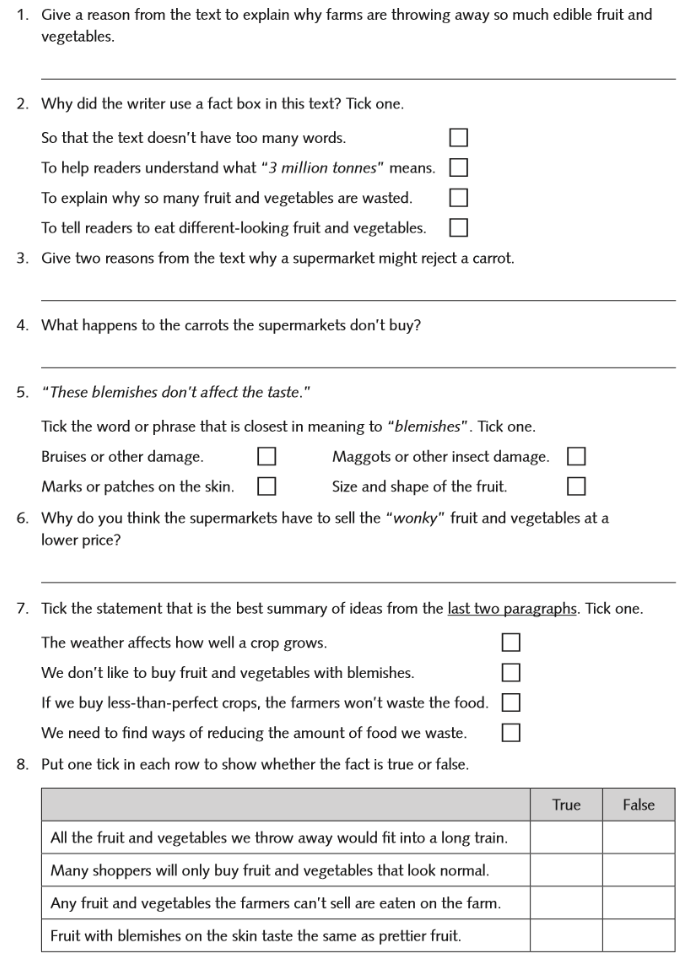 1. Give a reason from the text to explain why farms are throwing away so much edible fruit and
vegetables.
2. Why did the writer use a fact box in this text? Tick one.
So that the text doesn't have too many words.
To help readers understand what "3 million tonnes" means.
To explain why so many fruit and vegetables are wasted.
To tell readers to eat different-looking fruit and vegetables.
3. Give two reasons from the text why a supermarket might reject a carrot.
4. What happens to the carrots the supermarkets don't buy?
5. "These blemishes don't affect the taste."
Tick the word or phrase that is closest in meaning to "blemishes". Tick one.
Bruises or other damage. Maggots or other insect damage.
Marks or patches on the skin. Size and shape of the fruit.
6. Why do you think the supermarkets have to sell the "wonky" fruit and vegetables at a
lower price?
7. Tick the statement that is the best summary of ideas from the last two paragraphs. Tick one.
The weather affects how well a crop grows.
We don't like to buy fruit and vegetables with blemishes.
If we buy less-than-perfect crops, the farmers won't waste the food.
We need to find ways of reducing the amount of food we waste.
8. Put one tick in each row to show whether the fact is true or false.
True False
All the fruit and vegetables we throw away would fit into a long train.
Many shoppers will only buy fruit and vegetables that look normal.
Any fruit and vegetables the farmers can't sell are eaten on the farm.
Fruit with blemishes on the skin taste the same as prettier fruit.